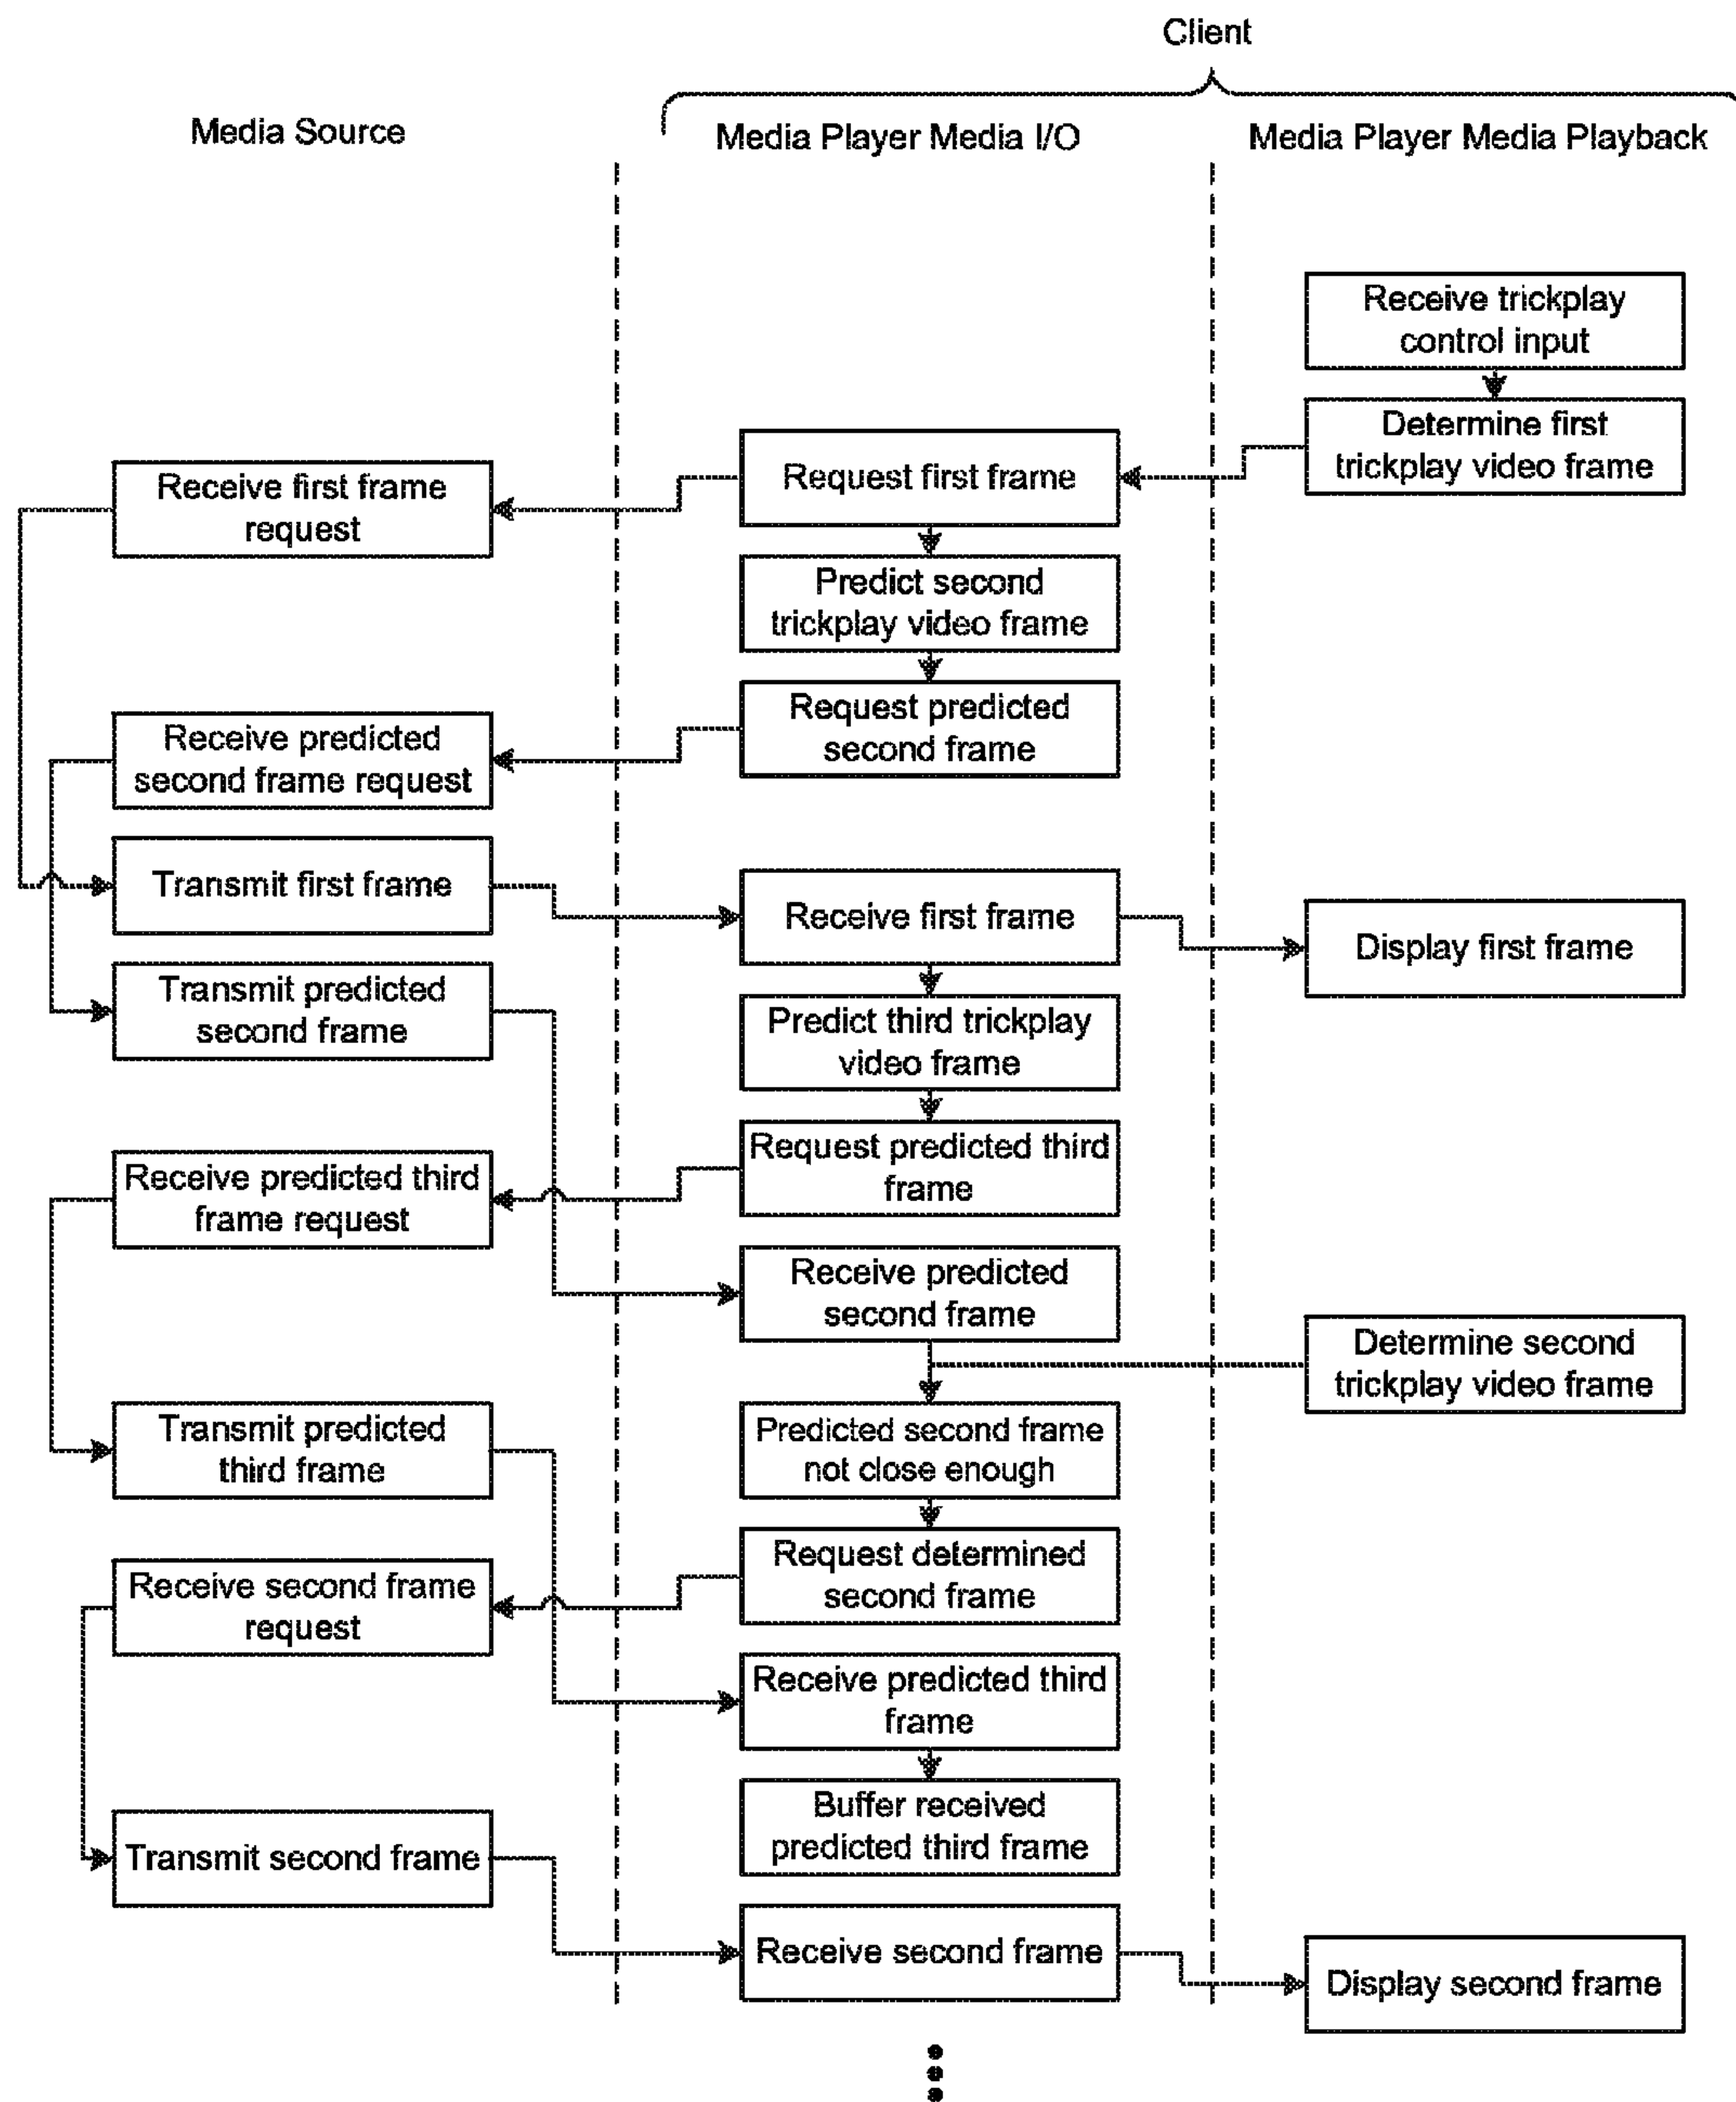 Client
Media Source
Media Player Media I/O
Media Player Media Playback
Receive trickplay
control input
Determine first
trickplay video frame
Request first frame
Receive first frame
request
Predict second
trickplay video frame
Request predicted
second frame
Receive predicted
second frame request
Transmit first frame
Receive first frame
Display first frame
Transmit predicted
second frame
Predict third trickplay
video frame
Request predicted third
frame
Receive predicted third
frame request
Receive predicted
second frame
Determine second
trickplay video frame
Transmit predicted
third frame
Predicted second frame
not close enough
Request determined
second frame
Receive second frame
request
Receive predicted third
frame
Buffer received
predicted third frame
Transmit second frame
Receive second frame
Display second frame